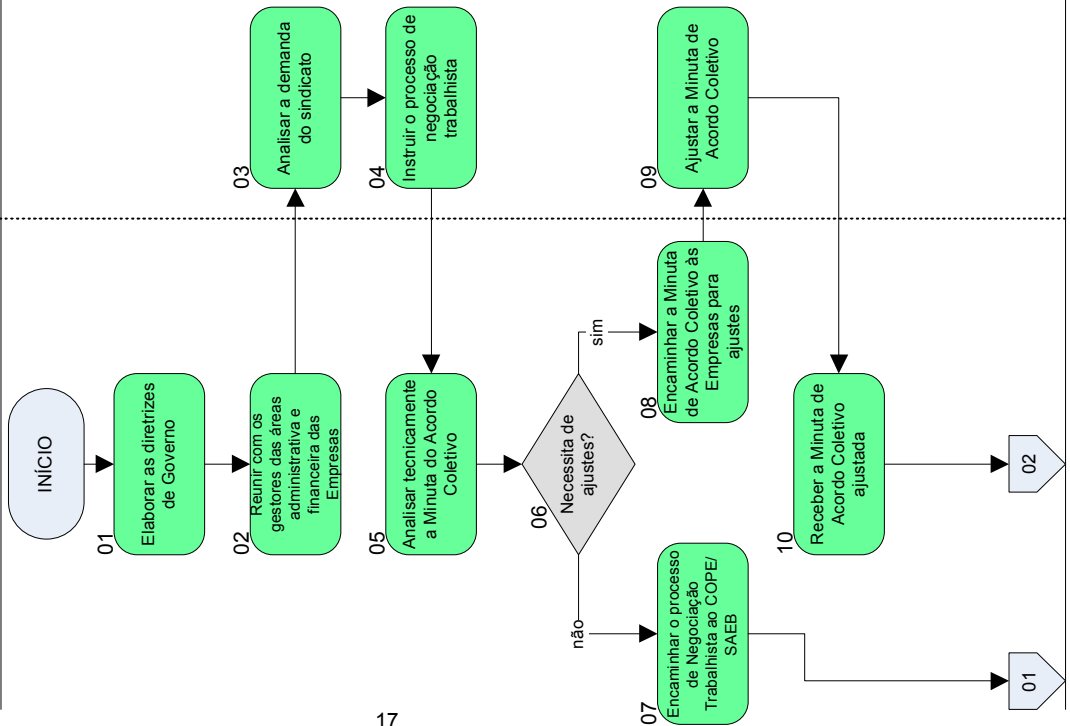 INÍCIO
01
Elaborar as diretrizes
de Governo
02
Reunir com os
gestores das áreas
administrativa e
financeira das
Empresas
03
Analisar a demanda
do sindicato
04
Instruir o processo de
negociação
trabalhista
05
Analisar tecnicamente
a Minuta do Acordo
Coletivo
06
Necessita de
ajustes?
não
sim
07
Encaminhar o processo
de Negociação
Trabalhista ao COPE/
SAEB
08
Encaminhar a Minuta
de Acordo Coletivo às
Empresas para
ajustes
09
Ajustar a Minuta de
Acordo Coletivo
10
Receber a Minuta de
Acordo Coletivo
ajustada
01
02
17